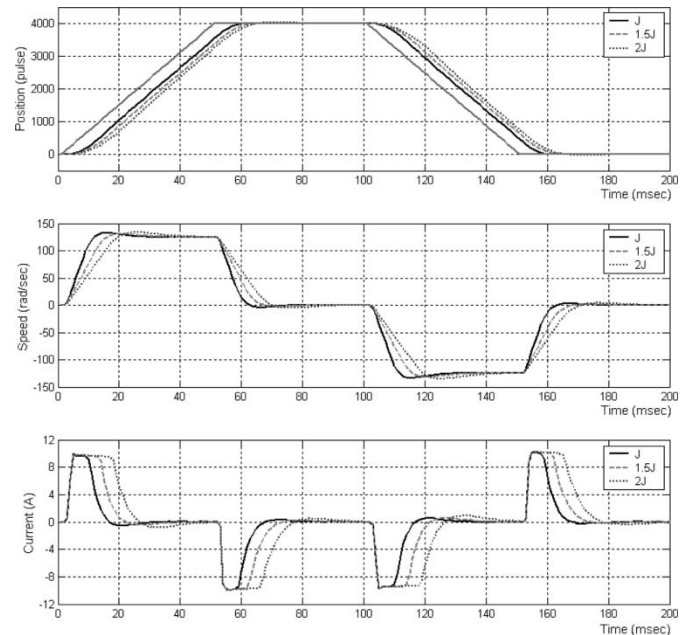 4000
3000
2000
1000
0
Position (pulse)
J
1.5J
2J
0 20 40 60 80 100 120 140 160 180 200
Time (msec)
150
100
50
0
-50
-100
-150
Speed (rad/sec)
J
1.5J
2J
0 20 40 60 80 100 120 140 160 180 200
Time (msec)
12
8
4
0
-4
-8
-12
Current (A)
J
1.5J
2J
0 20 40 60 80 100 120 140 160 180 200
Time (msec)